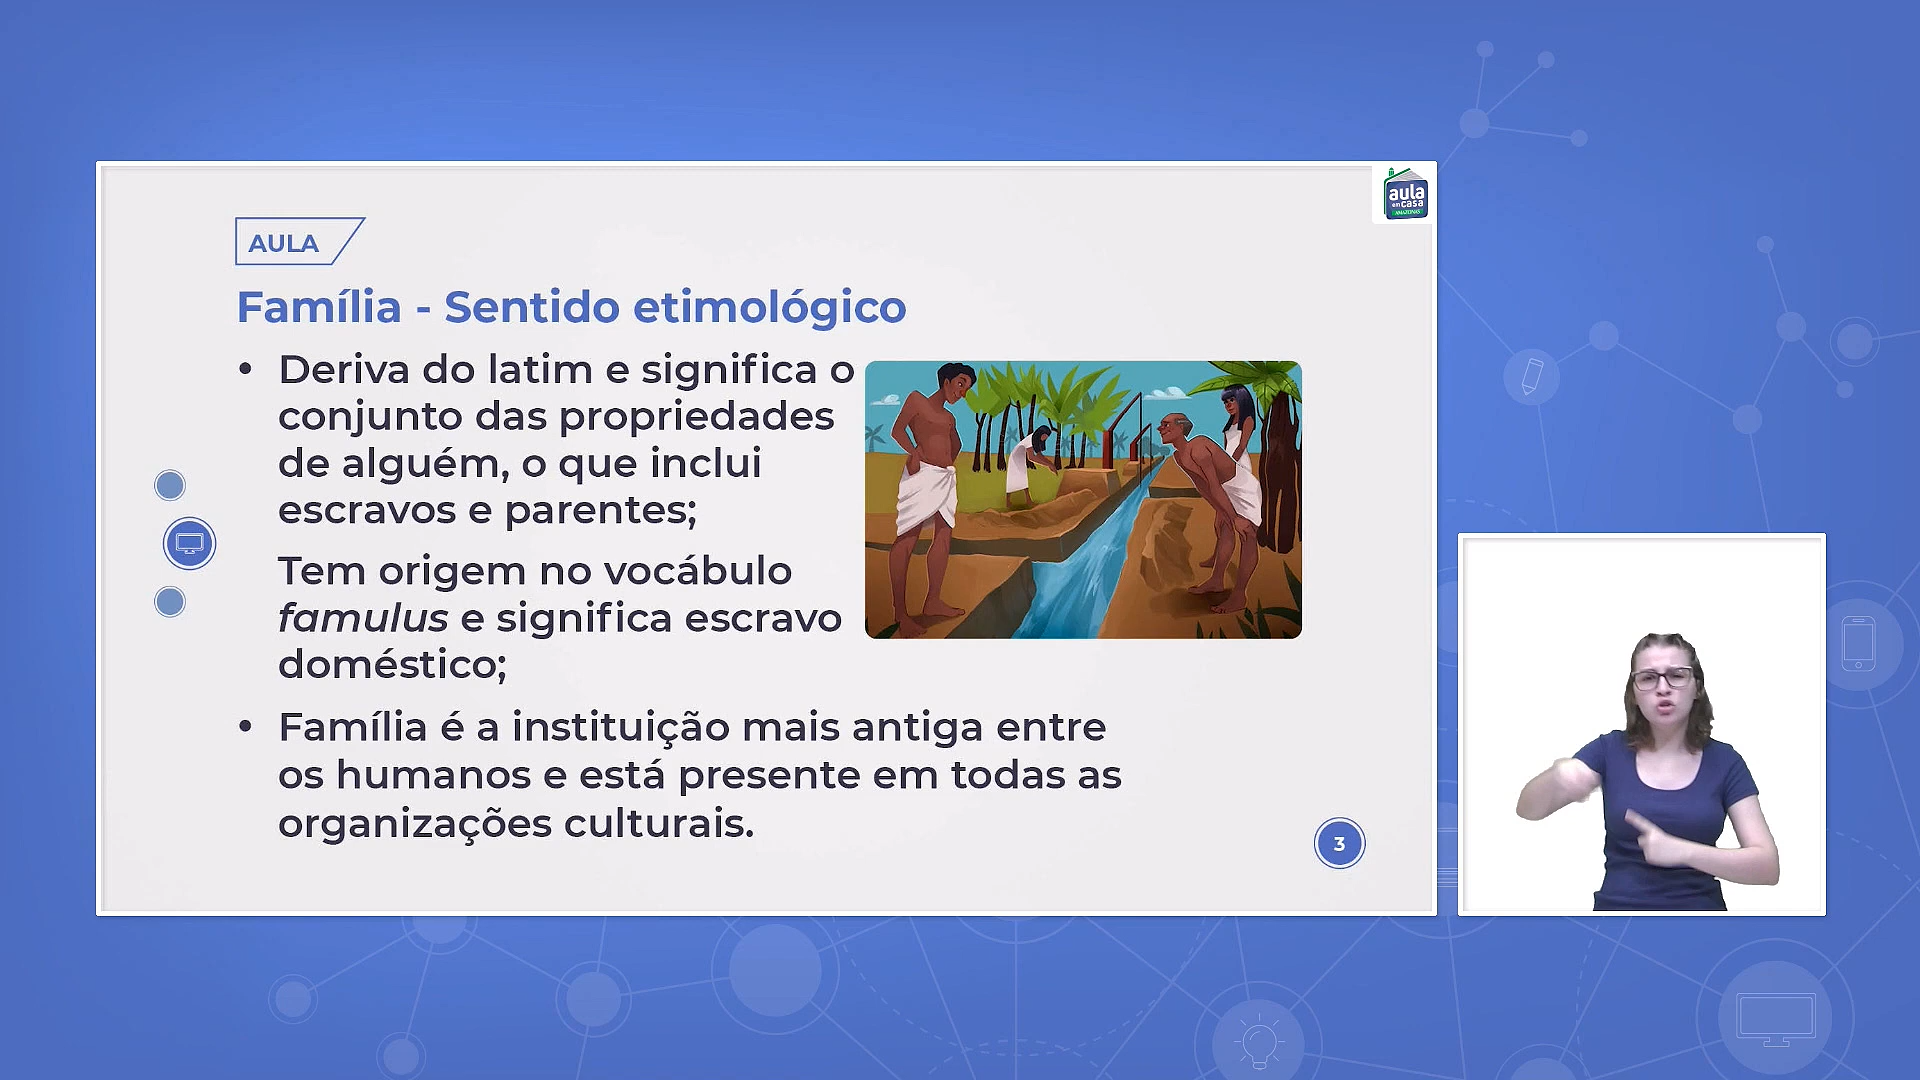 aula
em casa
AMAZONAS
AULA
Família - Sentido etimológico
• Deriva do latim e significa o
conjunto das propriedades
de alguém, o que inclui
escravos e parentes;
Tem origem no vocábulo
famulus e significa escravo
doméstico;
• Família é a instituição mais antiga entre
os humanos e está presente em todas as
organizações culturais.
3